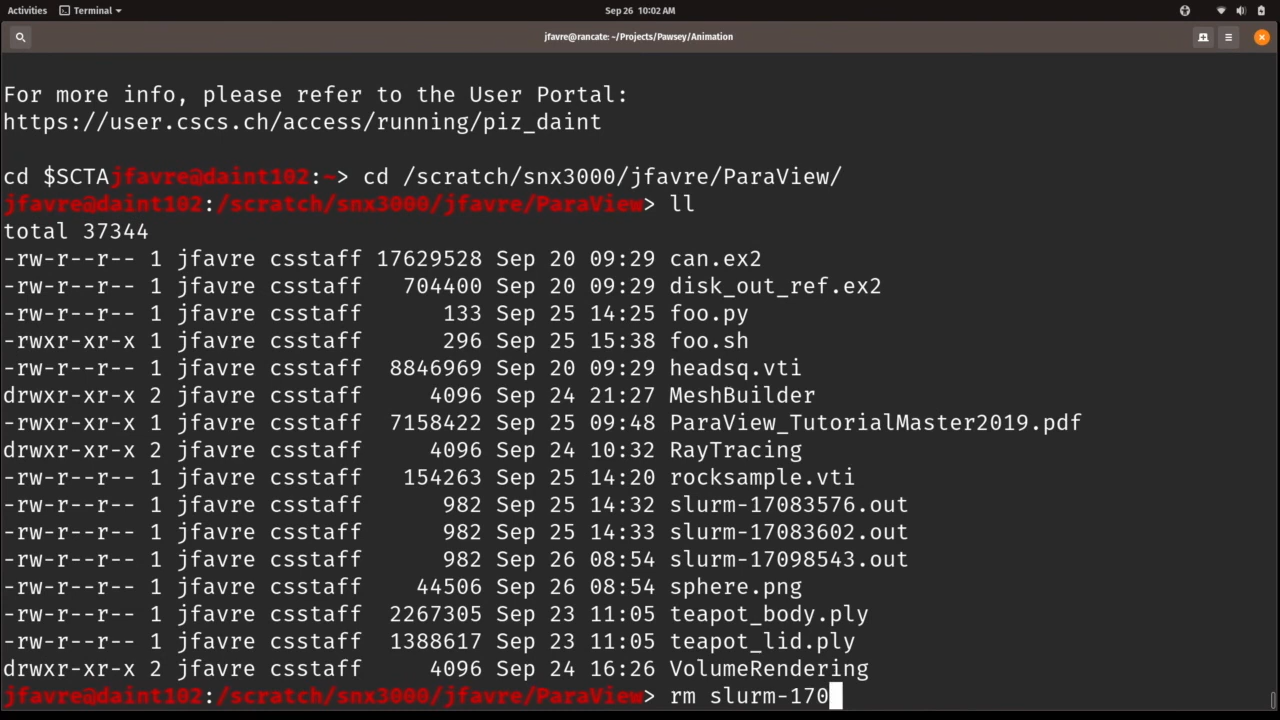 Activities Terminal Sep 26 10:02 AM
jfavre@rancate: ~/Projects/Pawsey/Animation
For more info, please refer to the User Portal:
https://user.cscs.ch/access/running/piz_daint
cd $SCTAjfavre@daint102:~> cd /scratch/snx3000/jfavre/ParaView/
jfavre@daint102:/scratch/snx3000/jfavre/ParaView> ll
total 37344
-rw-r--r-- 1 jfavre csstaff 17629528 Sep 20 09:29 can.ex2
-rw-r--r-- 1 jfavre csstaff 704400 Sep 20 09:29 disk_out_ref.ex2
-rw-r--r-- 1 jfavre csstaff 133 Sep 25 14:25 foo.py
-rwxr-xr-x 1 jfavre csstaff 296 Sep 25 15:38 foo.sh
-rw-r--r-- 1 jfavre csstaff 8846969 Sep 20 09:29 headsq.vti
drwxr-xr-x 2 jfavre csstaff 4096 Sep 24 21:27 MeshBuilder
-rwxr-xr-x 1 jfavre csstaff 7158422 Sep 25 09:48 ParaView_TutorialMaster2019.pdf
drwxr-xr-x 2 jfavre csstaff 4096 Sep 24 10:32 RayTracing
-rw-r--r-- 1 jfavre csstaff 154263 Sep 25 14:20 rocksample.vti
-rw-r--r-- 1 jfavre csstaff 982 Sep 25 14:32 slurm-17083576.out
-rw-r--r-- 1 jfavre csstaff 982 Sep 25 14:33 slurm-17083602.out
-rw-r--r-- 1 jfavre csstaff 982 Sep 26 08:54 slurm-17098543.out
-rw-r--r-- 1 jfavre csstaff 44506 Sep 26 08:54 sphere.png
-rw-r--r-- 1 jfavre csstaff 2267305 Sep 23 11:05 teapot_body.ply
-rw-r--r-- 1 jfavre csstaff 1388617 Sep 23 11:05 teapot_lid.ply
drwxr-xr-x 2 jfavre csstaff 4096 Sep 24 16:26 VolumeRendering
jfavre@daint102:/scratch/snx3000/jfavre/ParaView> rm slurm-170